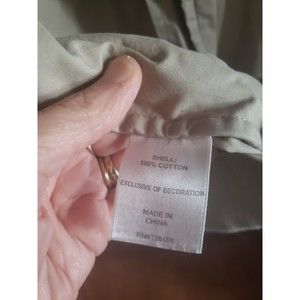 SHELL:
100% COTTON
EXCLUSIVE OF DECORATION
MADE IN
CHINA